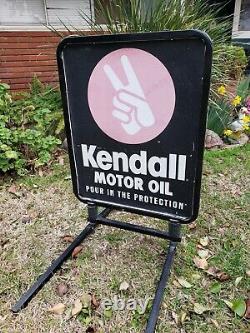 Kendall
MOTOR OIL
POUR IN THE PROTECTION